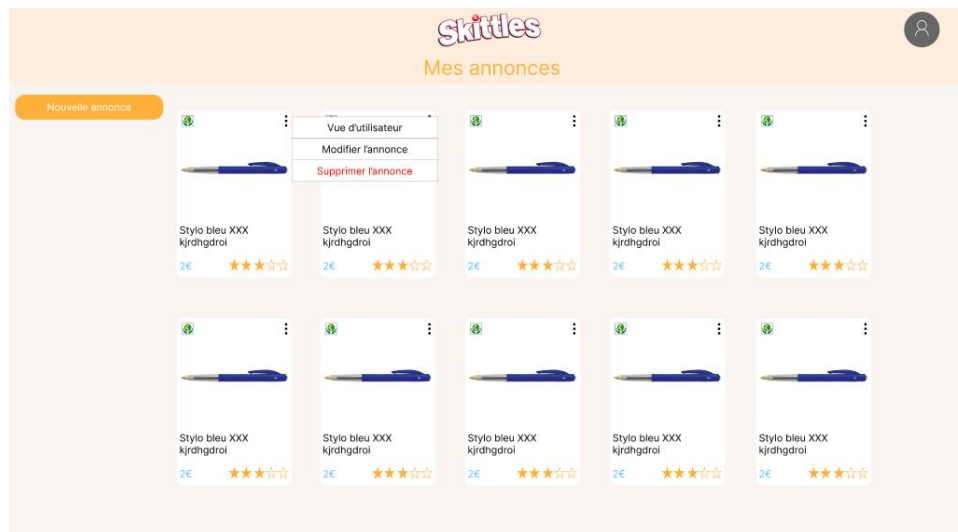 Skittles
Mes annonces
Nouvelle annonce
Vue d'utilisateur
Modifier l'annonce
Supprimer l'annonce
Stylo bleu XXX
kjrdhgdroi
2€
Stylo bleu XXX
kjrdhgdroi
2€
Stylo bleu XXX
kjrdhgdroi
2€
Stylo bleu XXX
kjrdhgdroi
2€
Stylo bleu XXX
kjrdhgdroi
2€
Stylo bleu XXX
kjrdhgdroi
2€
Stylo bleu XXX
kjrdhgdroi
2€
Stylo bleu XXX
kjrdhgdroi
2€
Stylo bleu XXX
kjrdhgdroi
2€
Stylo bleu XXX
kjrdhgdroi
2€